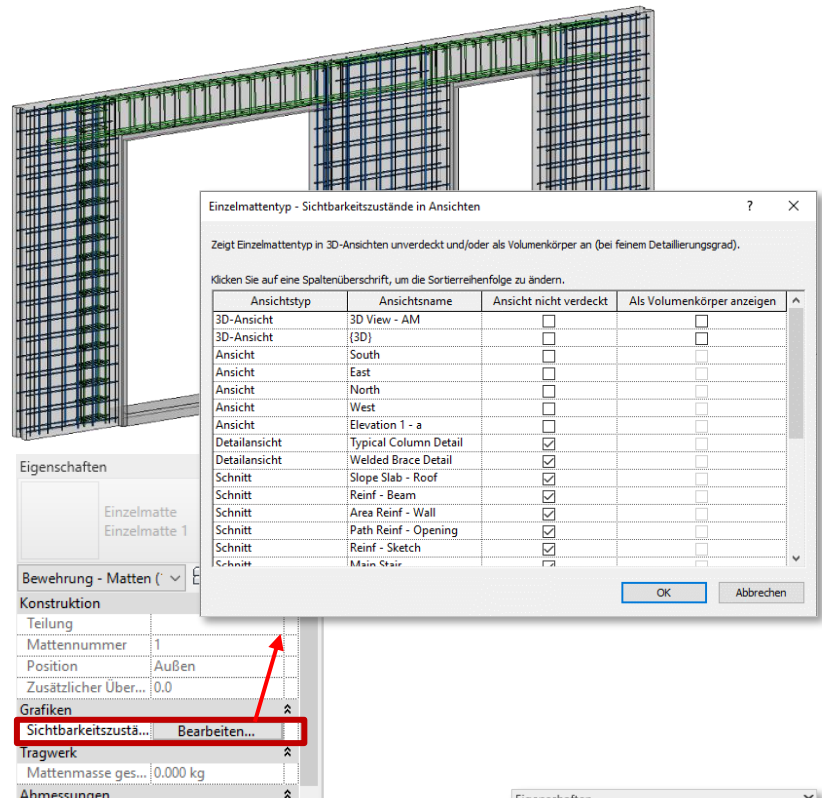 Einzelmattentyp - Sichtbarkeitszustände in Ansichten ? ×
Zeigt Einzelmattentyp in 3D-Ansichten unverdeckt und/oder als Volumenkörper an (bei feinem Detaillierungsgrad).
Klicken Sie auf eine Spaltenüberschrift, um die Sortierreihenfolge zu ändern.
Ansichtstyp Ansichtsname Ansicht nicht verdeckt Als Volumenkörper anzeigen
3D-Ansicht 3D View - AM
3D-Ansicht {3D}
Ansicht South
Ansicht East
Ansicht North
Ansicht West
Ansicht Elevation 1 - a
Detailansicht Typical Column Detail
Detailansicht Welded Brace Detail
Schnitt Slope Slab - Roof
Schnitt Reinf - Beam
Schnitt Area Reinf - Wall
Schnitt Path Reinf - Opening
Schnitt Reinf - Sketch
Schnitt Main Stair
OK Abbrechen
Eigenschaften
Einzelmatte
Einzelmatte 1
Bewehrung - Matten (
Konstruktion
Teilung
Mattennummer 1
Position Außen
Zusätzlicher Über... 0.0
Grafiken
Sichtbarkeitszustä... Bearbeiten...
Tragwerk
Mattenmasse ges... 0.000 kg
Abmessungen
Eigenschaften